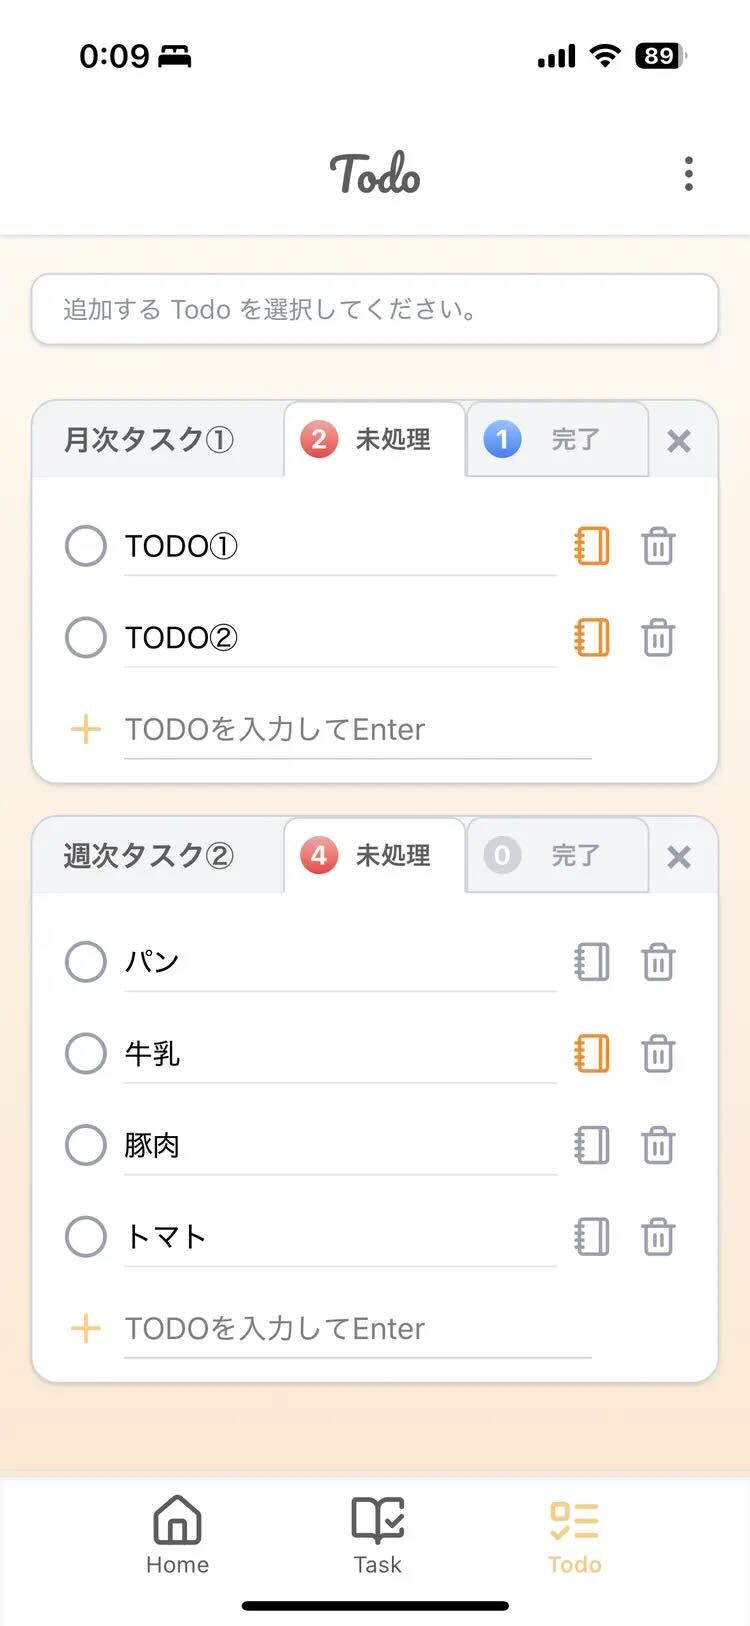 0:09 89
Todo
追加する Todo を選択してください。
月次タスク① 2 未処理 1 完了
TODO①
TODO②
TODOを入力してEnter
週次タスク② 4 未処理 0 完了
パン
牛乳
豚肉
トマト
TODOを入力してEnter
Home Task Todo